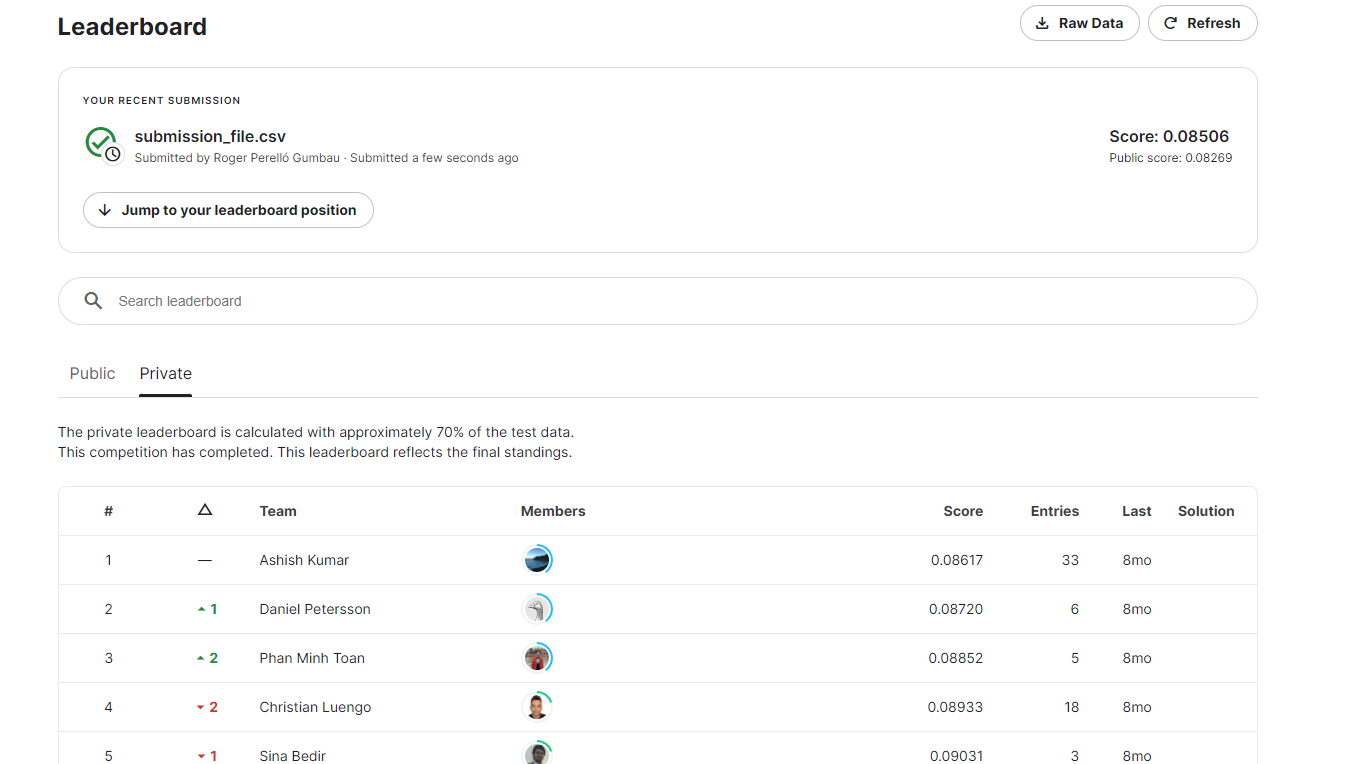 Leaderboard
Raw Data
Refresh
YOUR RECENT SUBMISSION
submission_file.csv
Submitted by Roger Perelló Gumbau · Submitted a few seconds ago
Score: 0.08506
Public score: 0.08269
Jump to your leaderboard position
Search leaderboard
Public Private
The private leaderboard is calculated with approximately 70% of the test data.
This competition has completed. This leaderboard reflects the final standings.
# △ Team Members Score Entries Last Solution
1 — Ashish Kumar 0.08617 33 8mo
2 1 Daniel Petersson 0.08720 6 8mo
3 2 Phan Minh Toan 0.08852 5 8mo
4 2 Christian Luengo 0.08933 18 8mo
5 1 Sina Bedir 0.09031 3 8mo